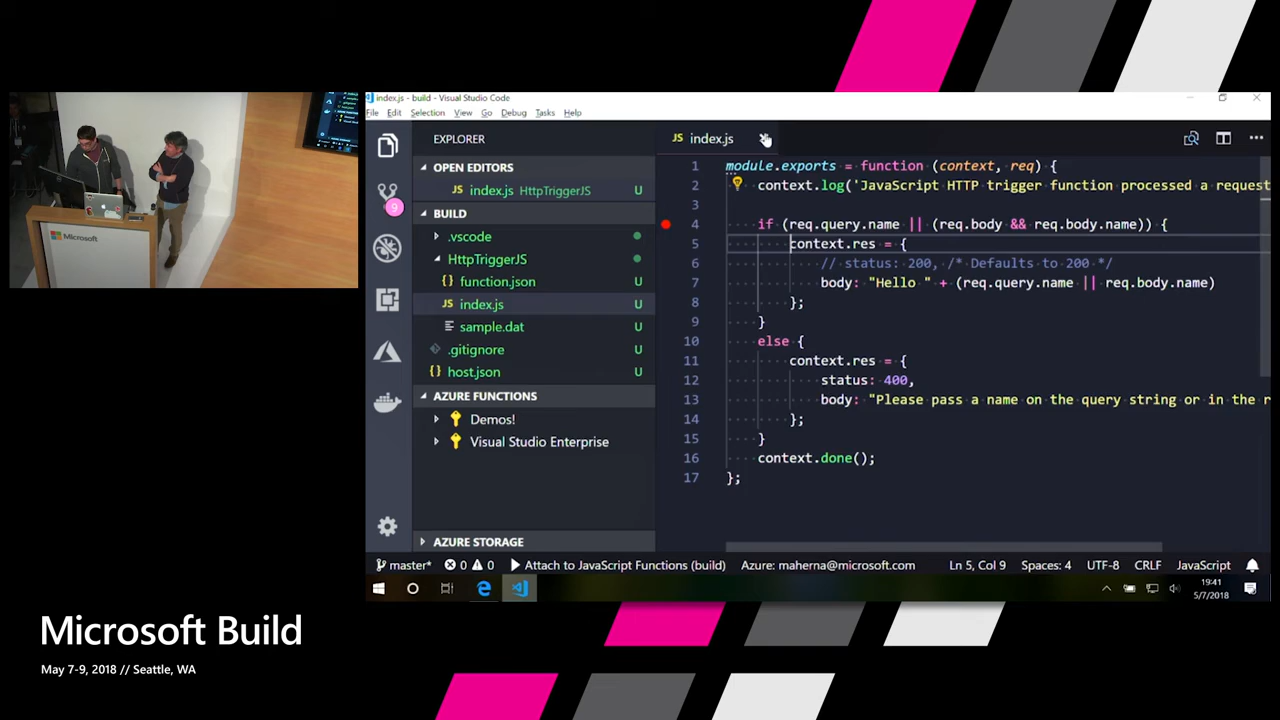 Microsoft
index.js - build - Visual Studio Code
File Edit Selection View Go Debug Tasks Help
EXPLORER
OPEN EDITORS
JS index.js HttpTriggerJS U
BUILD
.vscode
HttpTriggerJS
{} function.json U
JS index.js U
sample.dat U
.gitignore U
{} host.json U
AZURE FUNCTIONS
Demos!
Visual Studio Enterprise
AZURE STORAGE
9
JS index.js
1 module.exports = function (context, req) {
2 context.log('JavaScript HTTP trigger function processed a request
3
4 if (req.query.name || (req.body && req.body.name)) {
5 context.res = {
6 // status: 200, /* Defaults to 200 */
7 body: "Hello " + (req.query.name || req.body.name)
8 };
9 }
10 else {
11 context.res = {
12 status: 400,
13 body: "Please pass a name on the query string or in the r
14 };
15 }
16 context.done();
17 };
master* 0 0 Attach to JavaScript Functions (build) Azure: maherna@microsoft.com Ln 5, Col 9 Spaces: 4 UTF-8 CRLF JavaScript
19:41
5/7/2018
Microsoft Build
May 7-9, 2018 // Seattle, WA